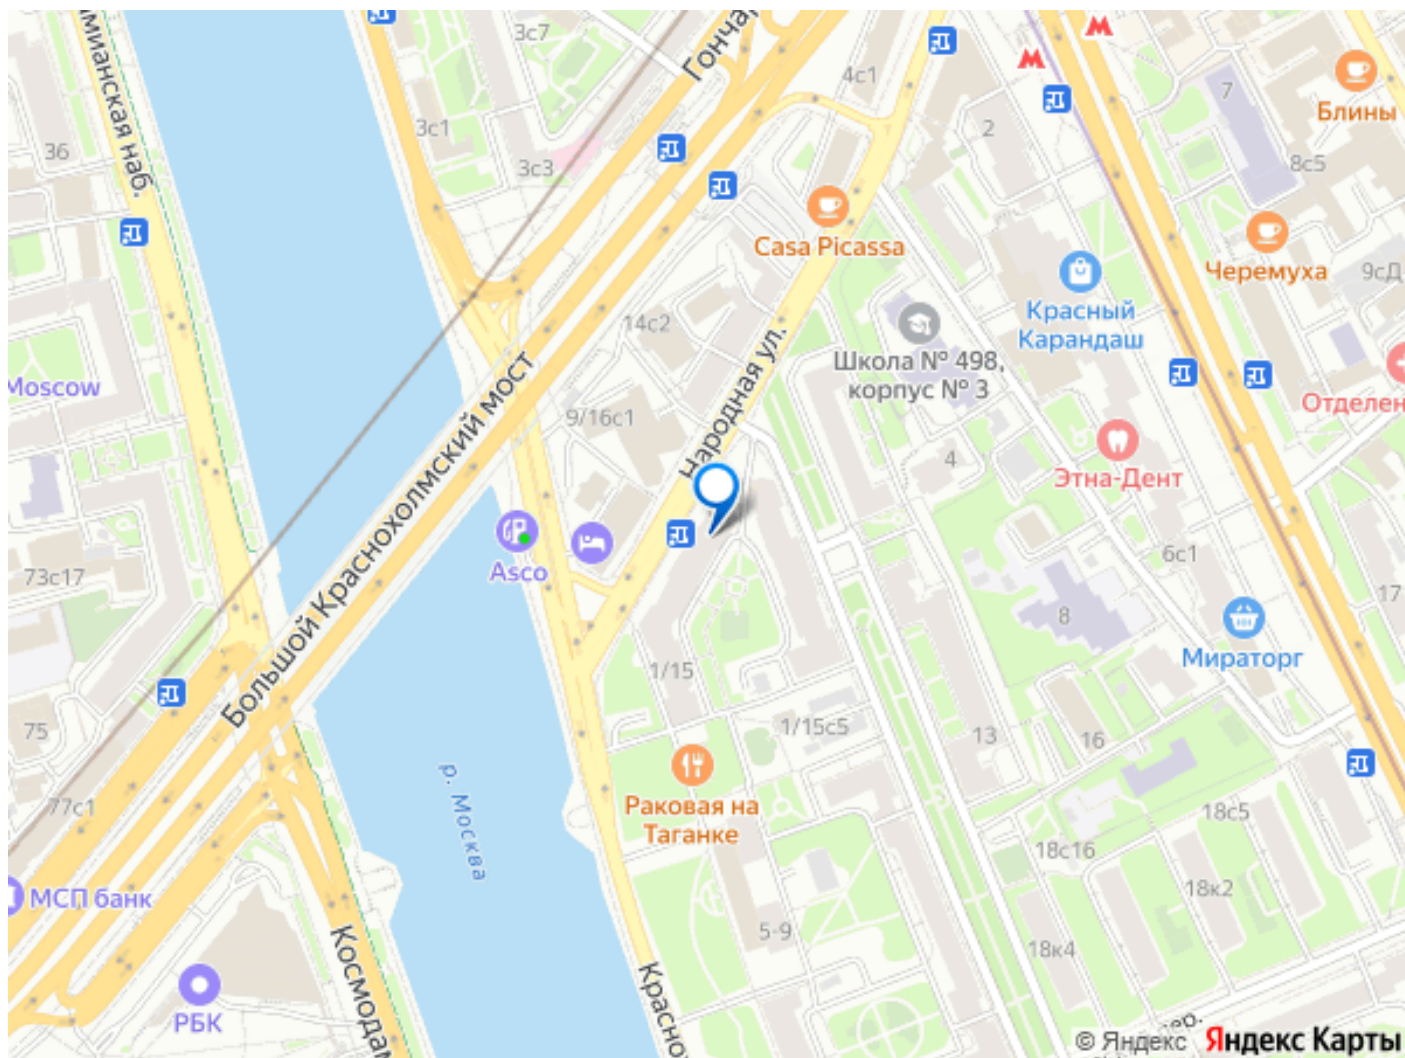 мианская наб.
3с7
Гонча
4с1
7
Блины
36
3с1
2
3с3
8с5
Casa Picassa
Черемуха
9сД
14с2
Красный
Карандаш
Школа № 498,
корпус № 3
Moscow
Народная ул.
9/16с1
Отделен
4
Этна-Дент
Большой Краснохолмский мост
Asco
6с1
73с17
17
8
Мираторг
1/15
75
1/15с5
13
16
р. Москва
Раковая на
Таганке
77с1
18с5
18с16
МСП банк
18к2
5-9
18к4
Космодам
Красно
РБК
© Яндекс
Яндекс Карты